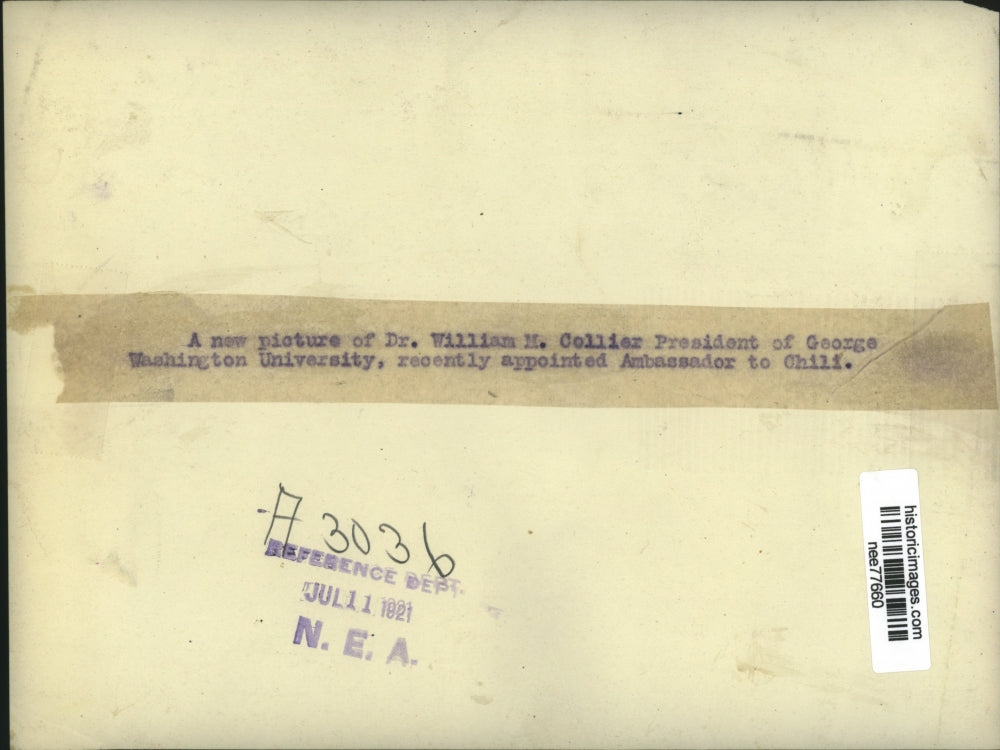 A new picture of Dr. William M. Collier President of George
Washington University, recently appointed Ambassador to Chili.
A 3036
REFERENCE DEPT.
JUL 11 1921
N. E. A.
historicimages.com
nee77660